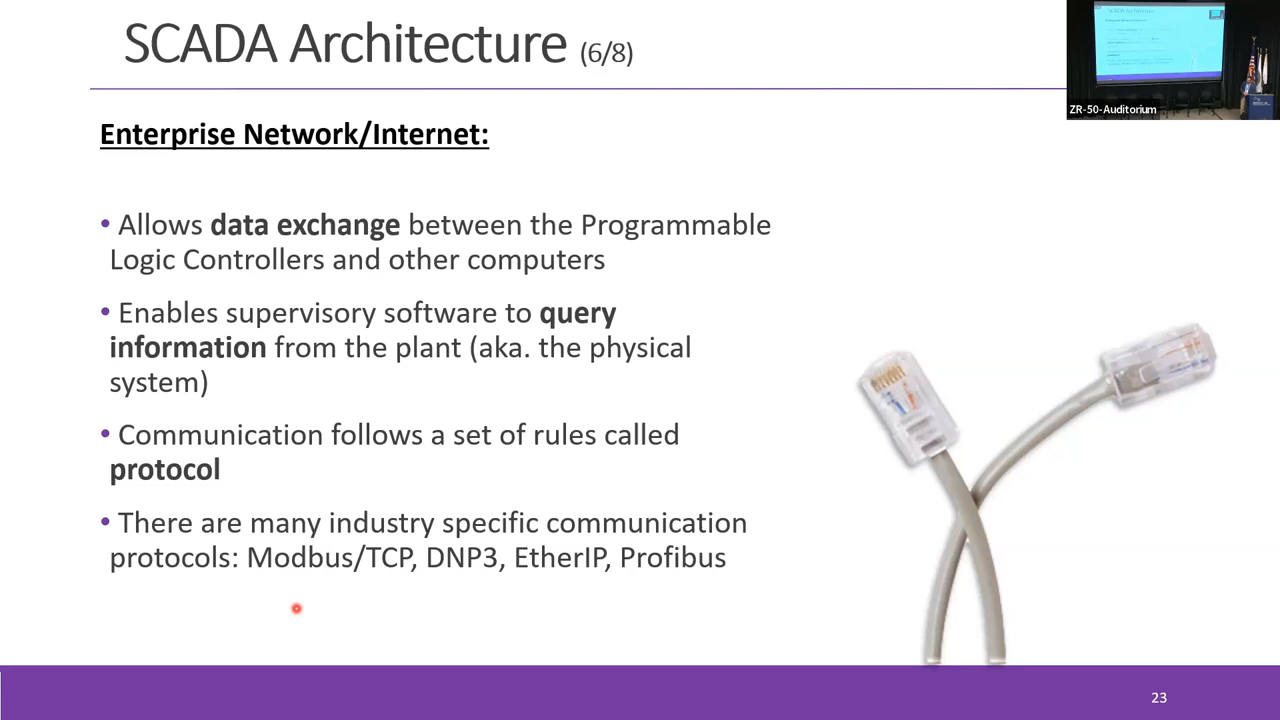 SCADA Architecture (6/8)
ZR-50-Auditorium
Enterprise Network/Internet:
• Allows data exchange between the Programmable
Logic Controllers and other computers
• Enables supervisory software to query
information from the plant (aka. the physical
system)
• Communication follows a set of rules called
protocol
• There are many industry specific communication
protocols: Modbus/TCP, DNP3, EtherIP, Profibus
23